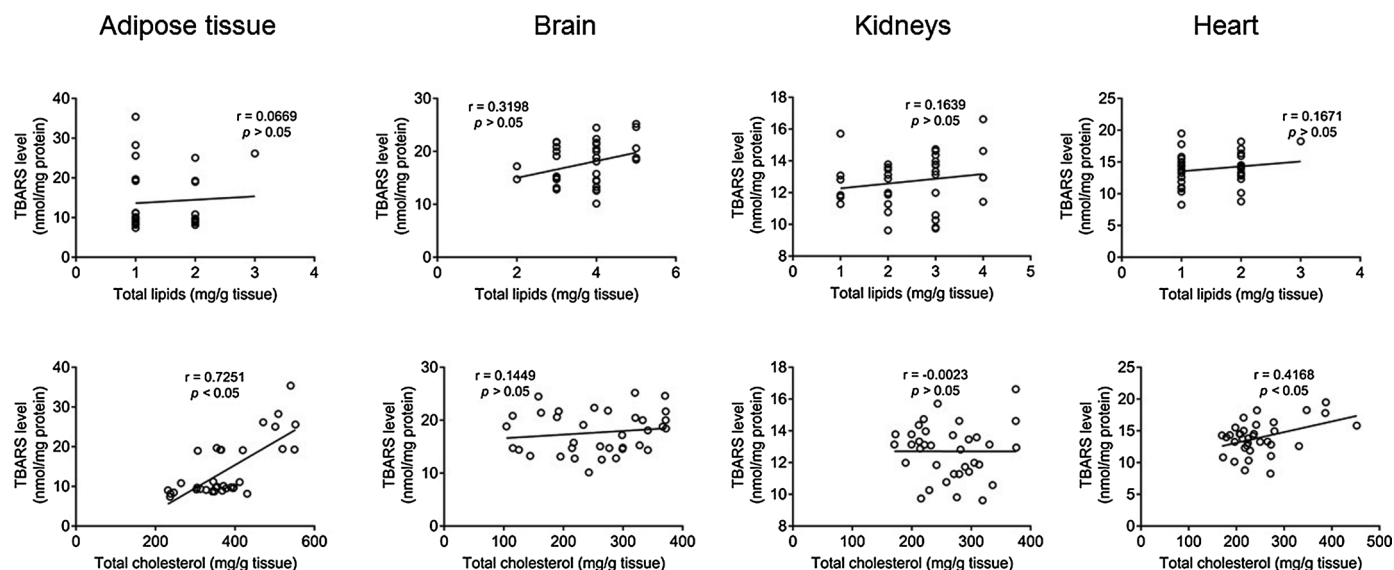 Adipose tissue
Brain
Kidneys
Heart
TBARS level
(nmol/mg protein)
40
30
20
10
0
0
1
2
3
4
r = 0.0669
p > 0.05
Total lipids (mg/g tissue)
TBARS level
(nmol/mg protein)
30
20
10
0
0
2
4
6
r = 0.3198
p > 0.05
Total lipids (mg/g tissue)
TBARS level
(nmol/mg protein)
18
16
14
12
10
8
0
1
2
3
4
5
r = 0.1639
p > 0.05
Total lipids (mg/g tissue)
TBARS level
(nmol/mg protein)
25
20
15
10
5
0
0
1
2
3
4
r = 0.1671
p > 0.05
Total lipids (mg/g tissue)
TBARS level
(nmol/mg protein)
40
30
20
10
0
0
200
400
600
r = 0.7251
p < 0.05
Total cholesterol (mg/g tissue)
TBARS level
(nmol/mg protein)
30
20
10
0
0
100
200
300
400
r = 0.1449
p > 0.05
Total cholesterol (mg/g tissue)
TBARS level
(nmol/mg protein)
18
16
14
12
10
8
0
100
200
300
400
r = -0.0023
p > 0.05
Total cholesterol (mg/g tissue)
TBARS level
(nmol/mg protein)
25
20
15
10
5
0
0
100
200
300
400
500
r = 0.4168
p < 0.05
Total cholesterol (mg/g tissue)